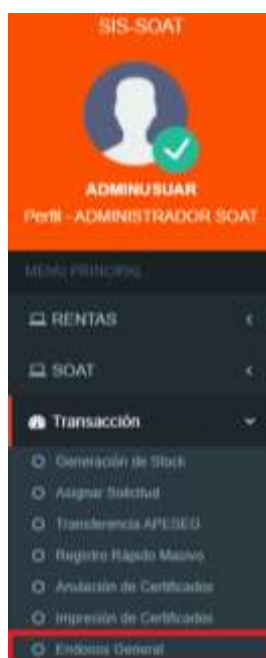 SIS-SOAT
ADMINUSUAR
Perfil - ADMINISTRADOR SOAT
MENU PRINCIPAL
RENTAS
SOAT
Transacción
Generación de Stock
Asignar Solicitud
Transferencia APESEG
Registro Rápido Masivo
Anulación de Certificados
Impresión de Certificados
Endosos General